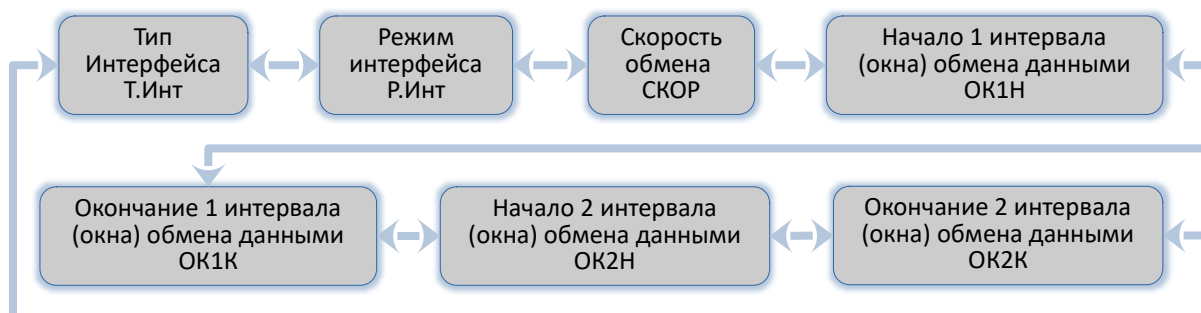 Тип
Интерфейса
Т.Инт
Режим
интерфейса
Р.Инт
Скорость
обмена
СКОР
Начало 1 интервала
(окна) обмена данными
ОК1Н
Окончание 1 интервала
(окна) обмена данными
ОК1К
Начало 2 интервала
(окна) обмена данными
ОК2Н
Окончание 2 интервала
(окна) обмена данными
ОК2К